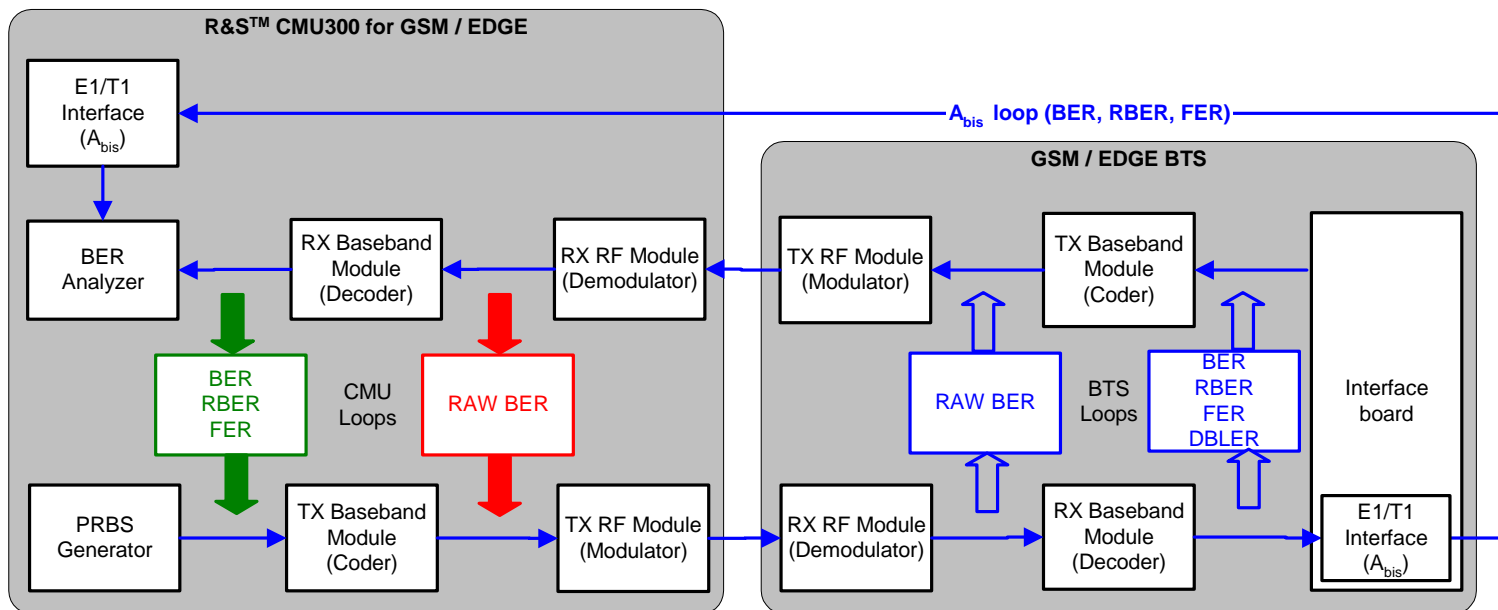 R&S™ CMU300 for GSM / EDGE
E1/T1
Interface
(Abis)
Abis loop (BER, RBER, FER)
GSM / EDGE BTS
BER
Analyzer
RX Baseband
Module
(Decoder)
RX RF Module
(Demodulator)
TX RF Module
(Modulator)
TX Baseband
Module
(Coder)
Interface
board
BER
RBER
FER
CMU
Loops
RAW BER
RAW BER
BTS
Loops
BER
RBER
FER
DBLER
PRBS
Generator
TX Baseband
Module
(Coder)
TX RF Module
(Modulator)
RX RF Module
(Demodulator)
RX Baseband
Module
(Decoder)
E1/T1
Interface
(Abis)